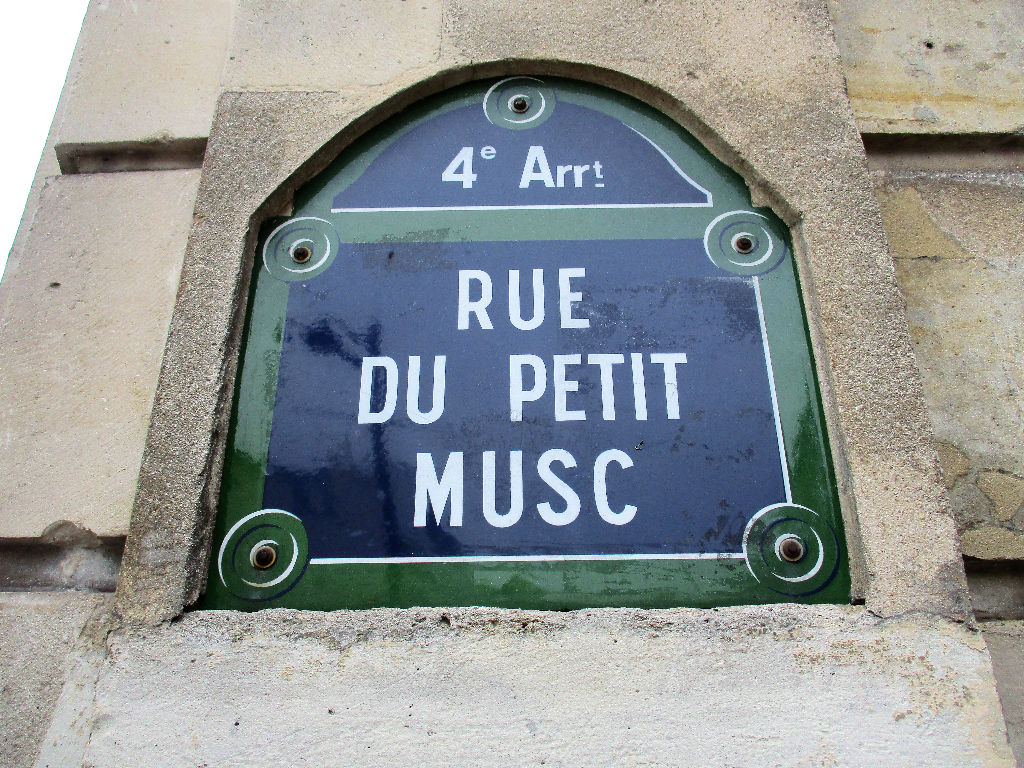 4e Arrt
RUE
DU PETIT
MUSC